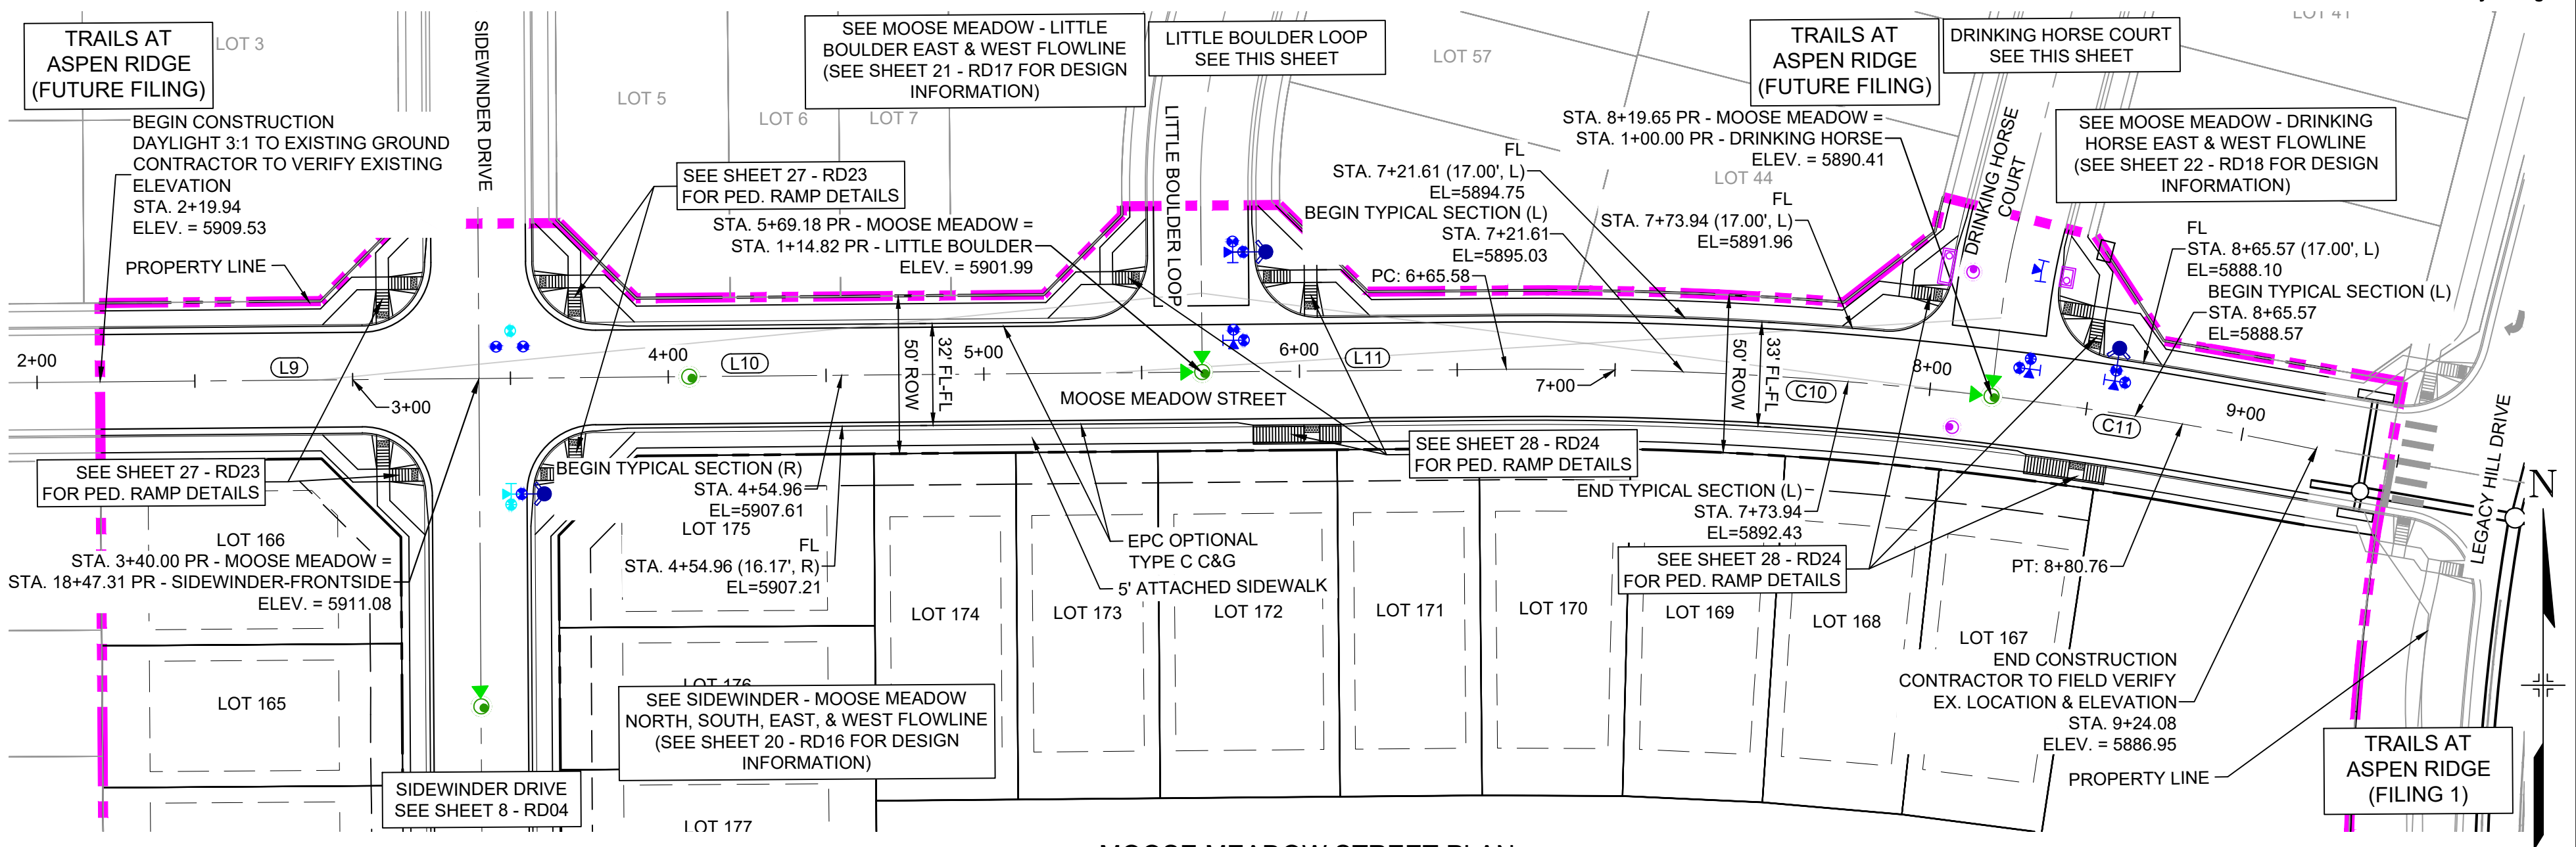 TRAILS AT
ASPEN RIDGE
(FUTURE FILING)
LOT 3
SIDEWINDER DRIVE
BEGIN CONSTRUCTION
DAYLIGHT 3:1 TO EXISTING GROUND
CONTRACTOR TO VERIFY EXISTING
ELEVATION
STA. 2+19.94
ELEV. = 5909.53
PROPERTY LINE
LOT 5
LOT 6
LOT 7
SEE MOOSE MEADOW - LITTLE
BOULDER EAST & WEST FLOWLINE
(SEE SHEET 21 - RD17 FOR DESIGN
INFORMATION)
LITTLE BOULDER LOOP
SEE THIS SHEET
LITTLE BOULDER LOOP
SEE SHEET 27 - RD23
FOR PED. RAMP DETAILS
STA. 5+69.18 PR - MOOSE MEADOW =
STA. 1+14.82 PR - LITTLE BOULDER
ELEV. = 5901.99
LOT 57
TRAILS AT
ASPEN RIDGE
(FUTURE FILING)
DRINKING HORSE COURT
SEE THIS SHEET
LOT 41
STA. 8+19.65 PR - MOOSE MEADOW =
STA. 1+00.00 PR - DRINKING HORSE
ELEV. = 5890.41
LOT 44
FL
STA. 7+21.61 (17.00', L)
EL=5894.75
BEGIN TYPICAL SECTION (L)
STA. 7+21.61
EL=5895.03
PC: 6+65.58
FL
STA. 7+73.94 (17.00', L)
EL=5891.96
DRINKING HORSE
COURT
SEE MOOSE MEADOW - DRINKING
HORSE EAST & WEST FLOWLINE
(SEE SHEET 22 - RD18 FOR DESIGN
INFORMATION)
FL
STA. 8+65.57 (17.00', L)
EL=5888.10
BEGIN TYPICAL SECTION (L)
STA. 8+65.57
EL=5888.57
2+00
L9
3+00
4+00
L10
50' ROW
32' FL-FL
5+00
6+00
L11
MOOSE MEADOW STREET
7+00
50' ROW
33' FL-FL
C10
8+00
C11
9+00
LEGACY HILL DRIVE
N
SEE SHEET 27 - RD23
FOR PED. RAMP DETAILS
LOT 166
STA. 3+40.00 PR - MOOSE MEADOW =
STA. 18+47.31 PR - SIDEWINDER-FRONTSIDE
ELEV. = 5911.08
LOT 165
BEGIN TYPICAL SECTION (R)
STA. 4+54.96
EL=5907.61
LOT 175
FL
STA. 4+54.96 (16.17', R)
EL=5907.21
LOT 176
SEE SIDEWINDER - MOOSE MEADOW
NORTH, SOUTH, EAST, & WEST FLOWLINE
(SEE SHEET 20 - RD16 FOR DESIGN
INFORMATION)
LOT 177
SIDEWINDER DRIVE
SEE SHEET 8 - RD04
EPC OPTIONAL
TYPE C C&G
5' ATTACHED SIDEWALK
SEE SHEET 28 - RD24
FOR PED. RAMP DETAILS
END TYPICAL SECTION (L)
STA. 7+73.94
EL=5892.43
SEE SHEET 28 - RD24
FOR PED. RAMP DETAILS
LOT 174
LOT 173
LOT 172
LOT 171
LOT 170
LOT 169
LOT 168
LOT 167
PT: 8+80.76
END CONSTRUCTION
CONTRACTOR TO FIELD VERIFY
EX. LOCATION & ELEVATION
STA. 9+24.08
ELEV. = 5886.95
PROPERTY LINE
TRAILS AT
ASPEN RIDGE
(FILING 1)
MOOSE MEADOW STREET PLAN